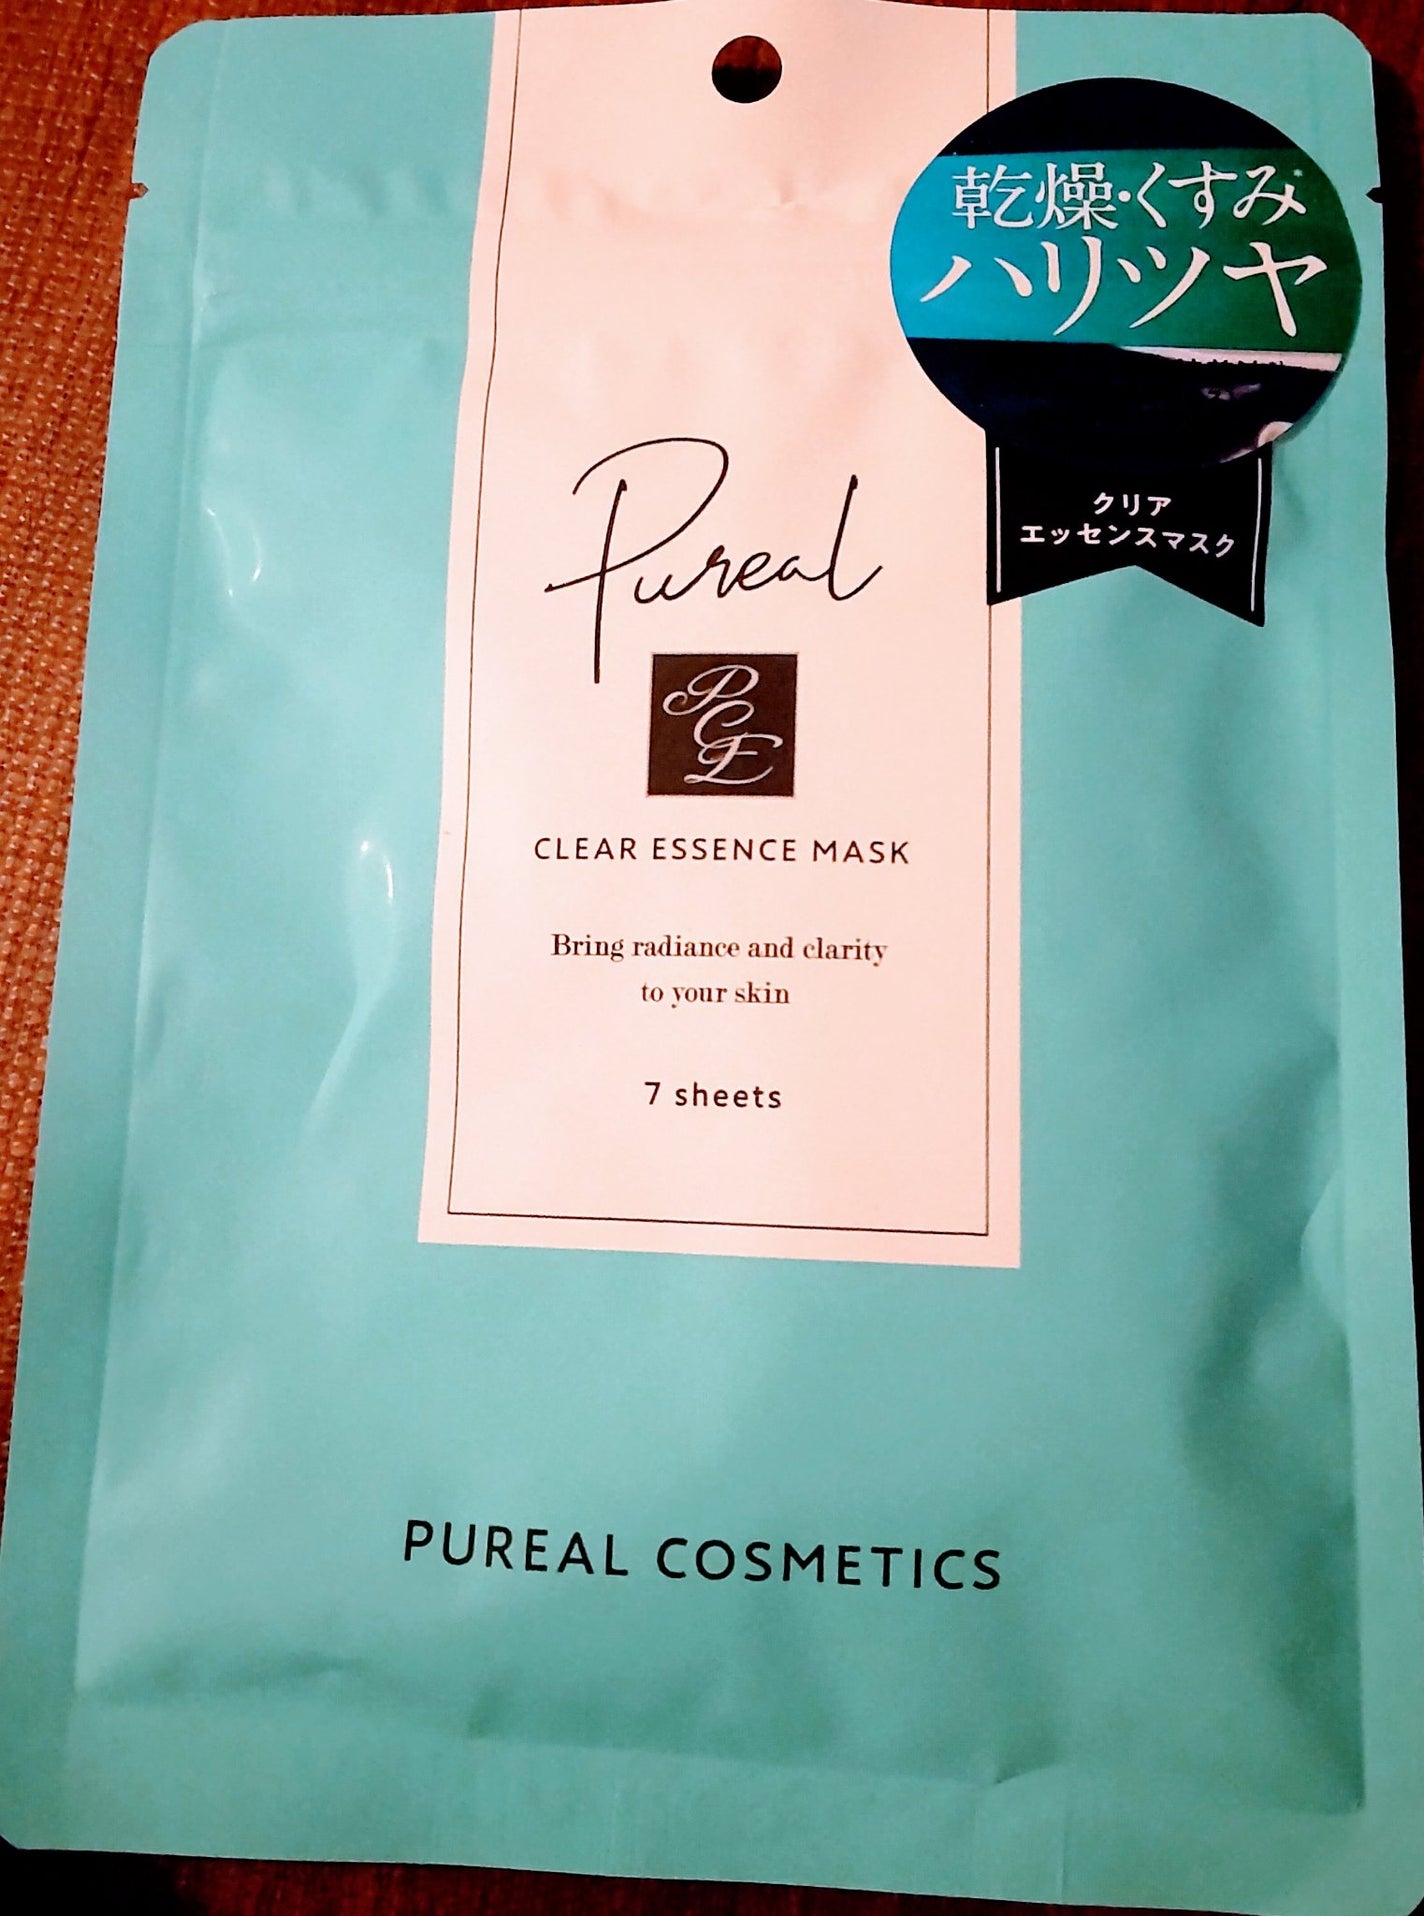 乾燥・くすみ*
ハリツヤ
クリア
エッセンスマスク
Pureal
PCE
CLEAR ESSENCE MASK
Bring radiance and clarity
to your skin
7 sheets
PUREAL COSMETICS